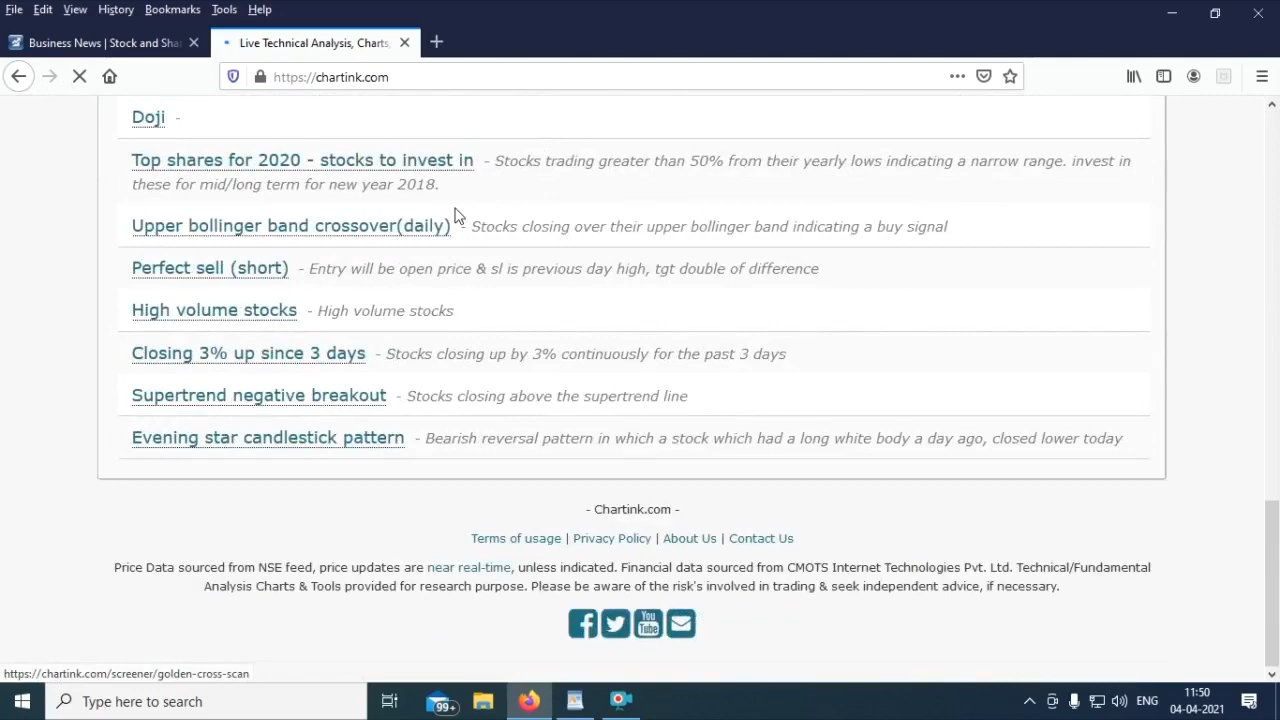 File Edit View History Bookmarks Tools Help
Business News | Stock and Sha
Live Technical Analysis, Charts,
https://chartink.com
Doji -
Top shares for 2020 - stocks to invest in - Stocks trading greater than 50% from their yearly lows indicating a narrow range. invest in
these for mid/long term for new year 2018.
Upper bollinger band crossover(daily) - Stocks closing over their upper bollinger band indicating a buy signal
Perfect sell (short) - Entry will be open price & sl is previous day high, tgt double of difference
High volume stocks - High volume stocks
Closing 3% up since 3 days - Stocks closing up by 3% continuously for the past 3 days
Supertrend negative breakout - Stocks closing above the supertrend line
Evening star candlestick pattern - Bearish reversal pattern in which a stock which had a long white body a day ago, closed lower today
- Chartink.com -
Terms of usage | Privacy Policy | About Us | Contact Us
Price Data sourced from NSE feed, price updates are near real-time, unless indicated. Financial data sourced from CMOTS Internet Technologies Pvt. Ltd. Technical/Fundamental
Analysis Charts & Tools provided for research purpose. Please be aware of the risk's involved in trading & seek independent advice, if necessary.
You
Tube
https://chartink.com/screener/golden-cross-scan
Type here to search
99+
ENG
11:50
04-04-2021